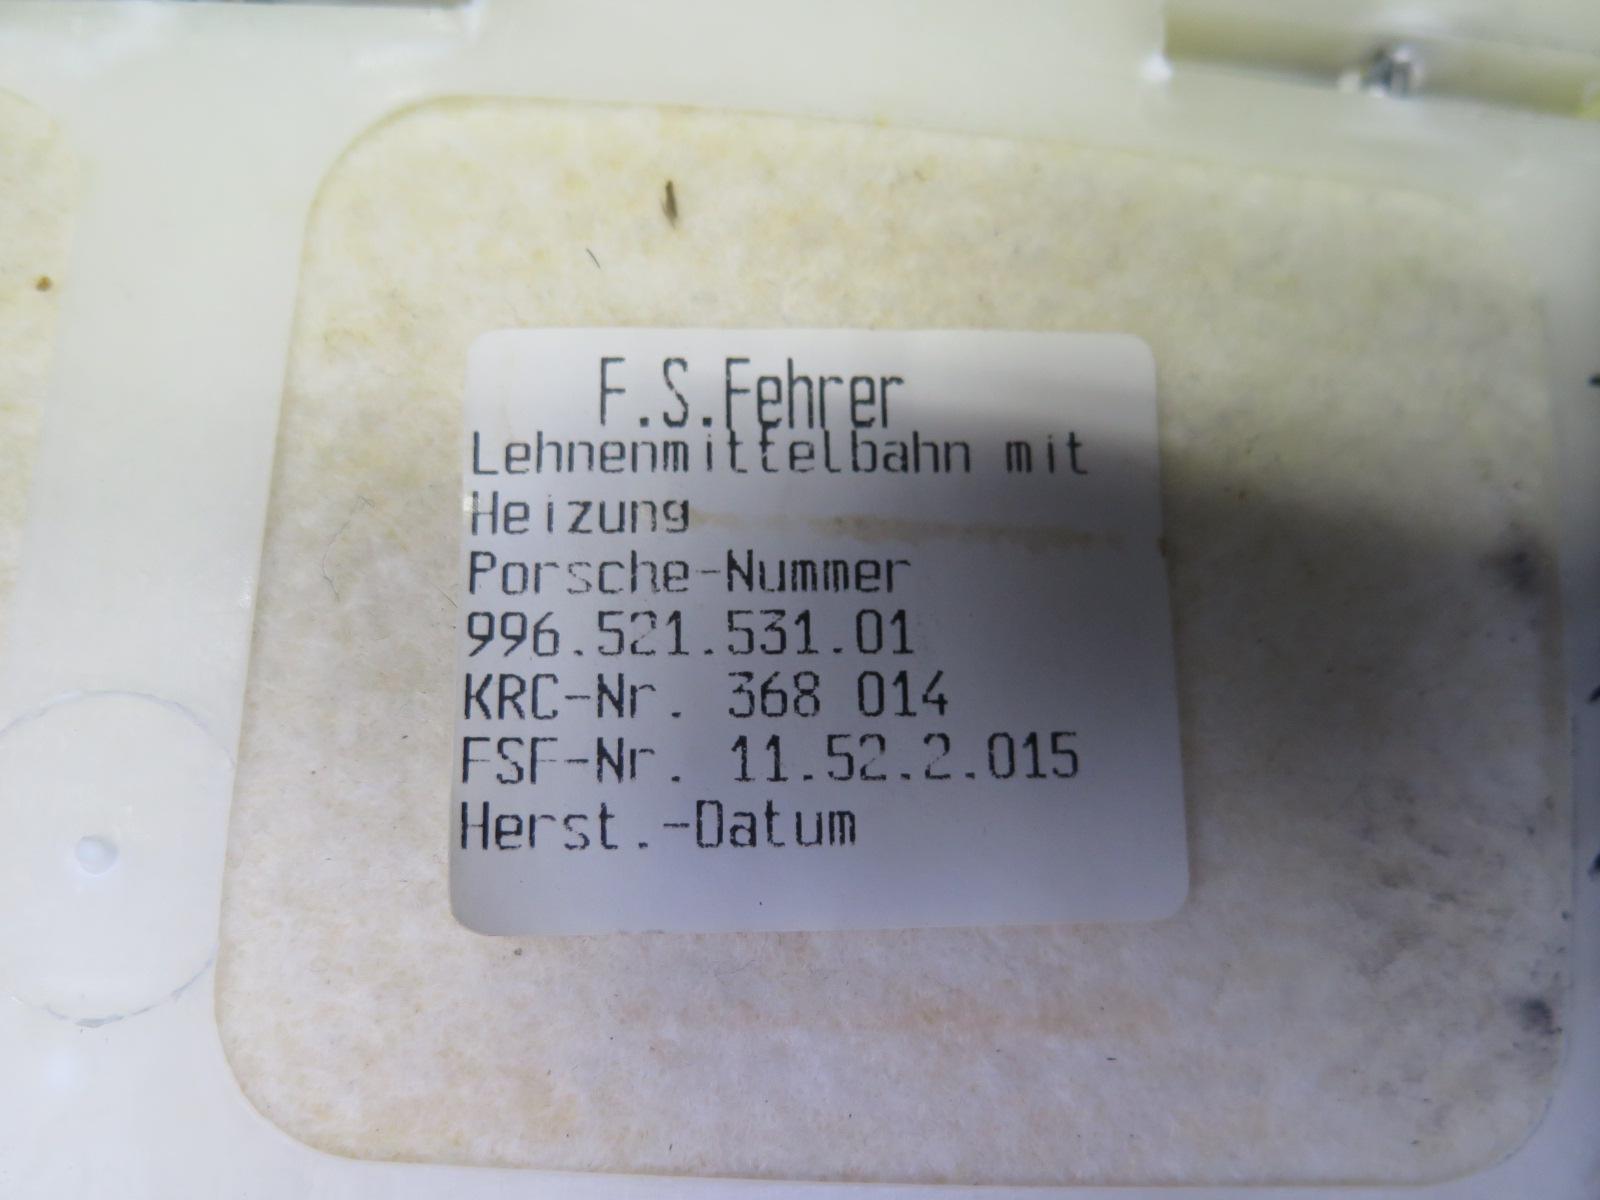 F.S.Fehrer
Lehnenmittelbahn mit
Heizung
Porsche-Nummer
996.521.531.01
KRC-Nr. 368 014
FSF-Nr. 11.52.2.015
Herst.-Datum